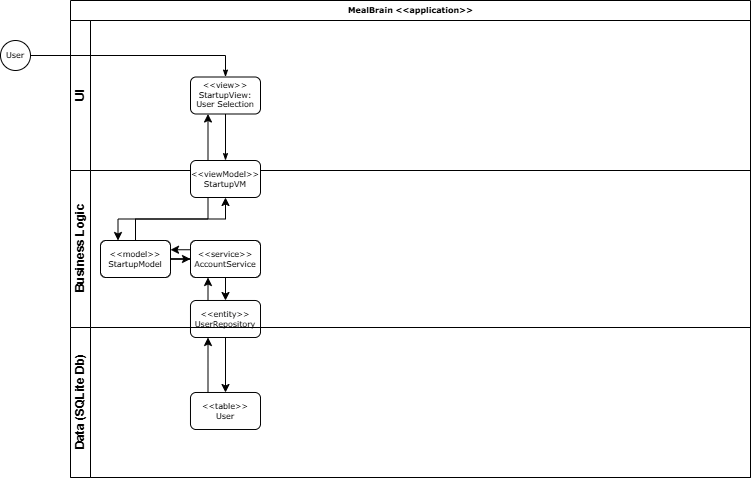 MealBrain <<application>>
User
UI
<<view>>
StartupView:
User Selection
<<viewModel>>
StartupVM
Business Logic
<<model>>
StartupModel
<<service>>
AccountService
<<entity>>
UserRepository
Data (SQLite Db)
<<table>>
User